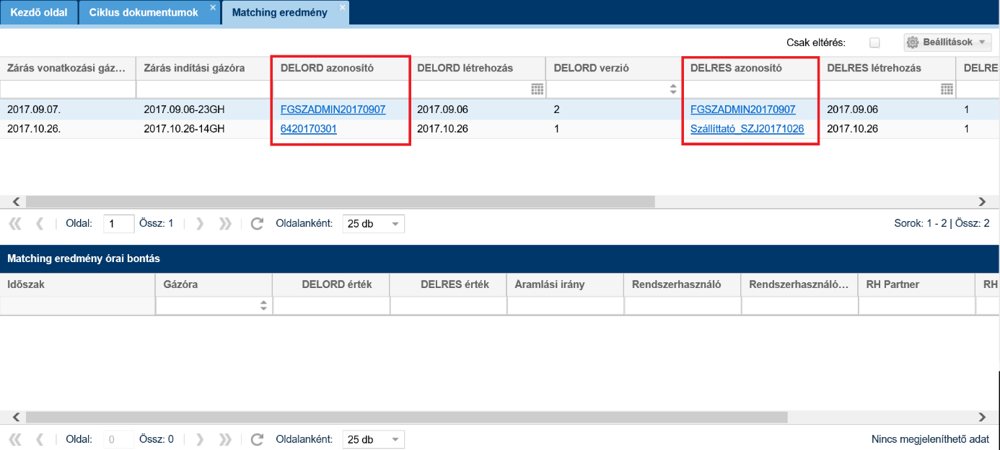 Kezdő oldal Ciklus dokumentumok Matching eredmény
Csak eltérés: Beállítások
Zárás vonatkozási gáz... Zárás indítási gázóra DELORD azonosító DELORD létrehozás DELORD verzió DELRES azonosító DELRES létrehozás DELRE
2017.09.07. 2017.09.06-23GH FGSZADMIN20170907 2017.09.06 2 FGSZADMIN20170907 2017.09.06 1
2017.10.26. 2017.10.26-14GH 6420170301 2017.10.26 1 Szállíttató_SZJ20171026 2017.10.26 1
Oldal: 1 Össz: 1 Oldalanként: 25 db Sorok: 1 - 2 | Össz: 2
Matching eredmény órai bontás
Időszak Gázóra DELORD érték DELRES érték Áramlási irány Rendszerhasználó Rendszerhasználó... RH Partner RH
Oldal: 0 Össz: 0 Oldalanként: 25 db Nincs megjeleníthető adat